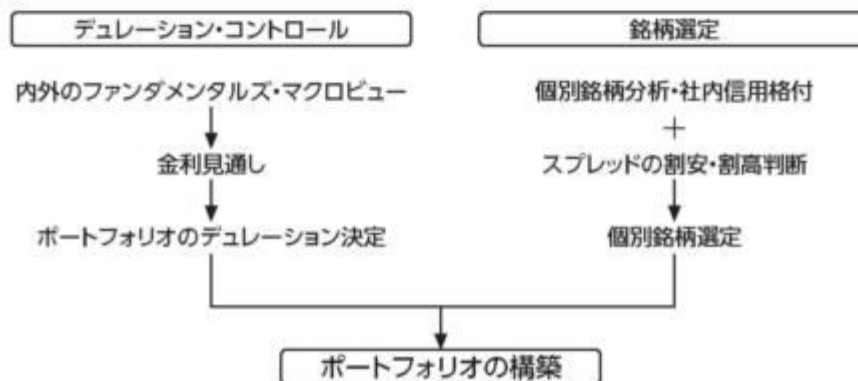 デュレーション・コントロール
内外のファンダメンタルズ・マクロビュー
金利見通し
ポートフォリオのデュレーション決定
銘柄選定
個別銘柄分析・社内信用格付
+
スプレッドの割安・割高判断
個別銘柄選定
ポートフォリオの構築